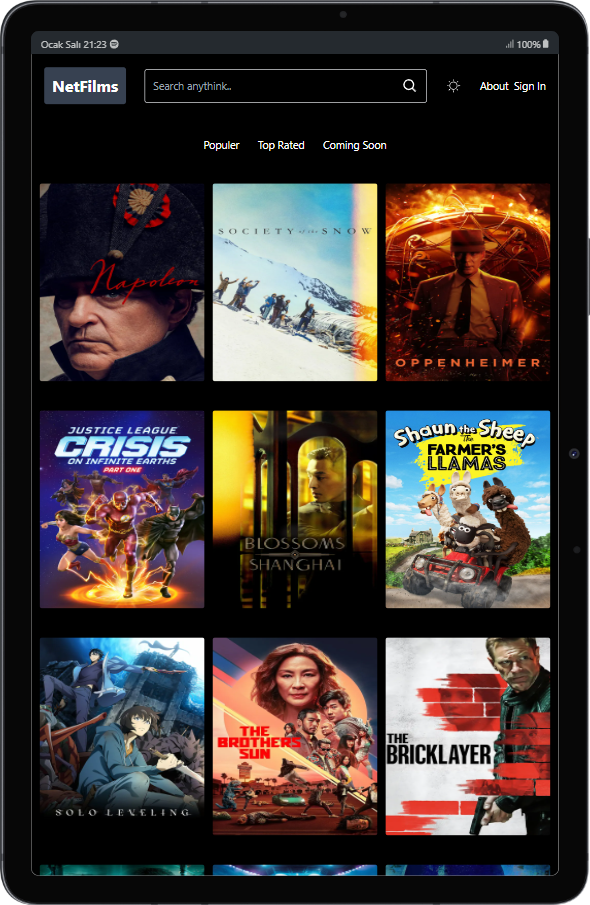 Ocak Salı 21:23
100%
NetFilms
Search anythink..
About Sign In
Populer Top Rated Coming Soon
Napoleon
SOCIETY of the SNOW
OPPENHEIMER
JUSTICE LEAGUE
CRISIS
ON INFINITE EARTHS
PART ONE
BLOSSOMS
SHANGHAI
Shaun the Sheep
The
FARMER'S
LLAMAS
SOLO LEVELING
THE
BROTHERS
SUN
THE
BRICKLAYER